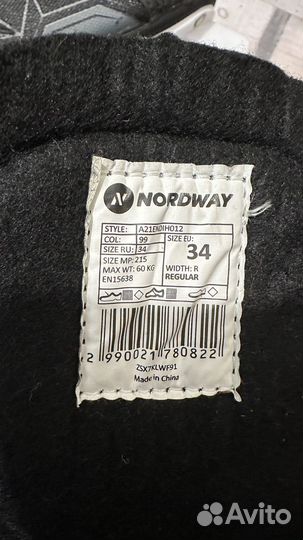 NORDWAY
STYLE: A21ENDIH012
COL: 99
SIZE RU: 34
SIZE MP: 215
MAX WT: 60 KG
EN15638
SIZE EU:
34
WIDTH: R
REGULAR
2 990021 780822
Made in China
Avito